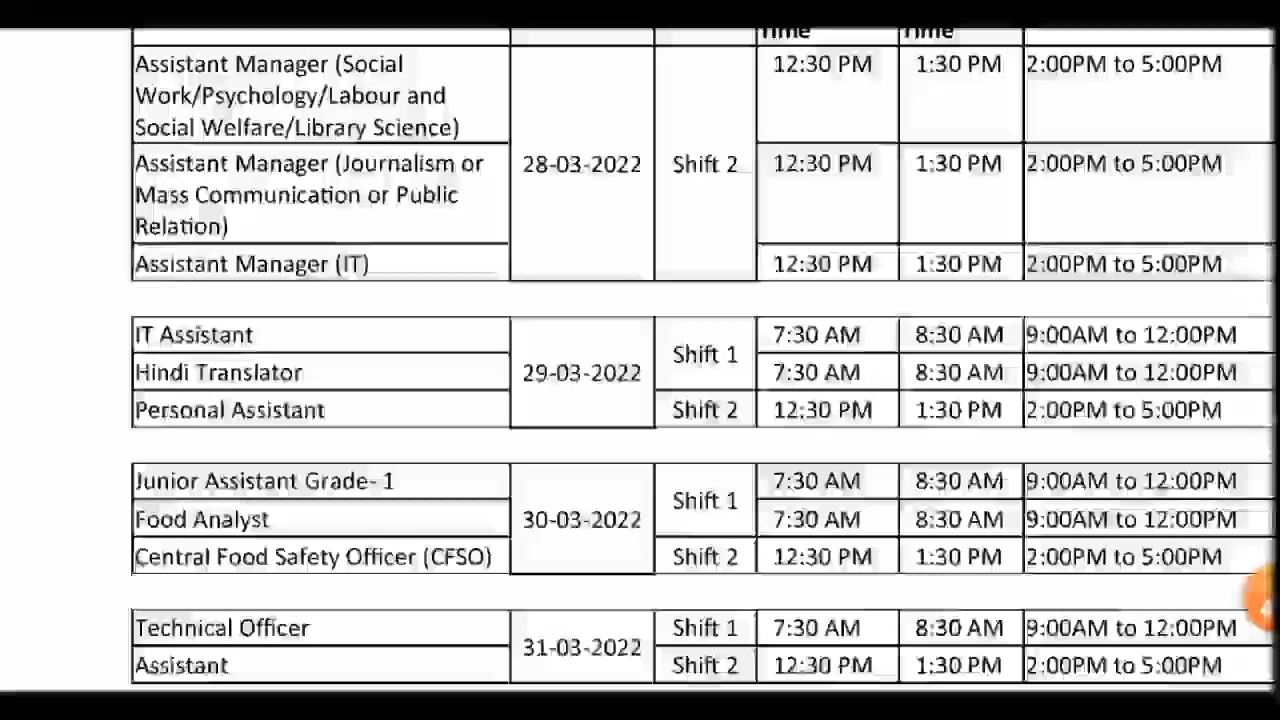 Time Time
Assistant Manager (Social 12:30 PM 1:30 PM 2:00PM to 5:00PM
Work/Psychology/Labour and
Social Welfare/Library Science)
Assistant Manager (Journalism or 28-03-2022 Shift 2 12:30 PM 1:30 PM 2:00PM to 5:00PM
Mass Communication or Public
Relation)
Assistant Manager (IT) 12:30 PM 1:30 PM 2:00PM to 5:00PM
IT Assistant 7:30 AM 8:30 AM 9:00AM to 12:00PM
Shift 1
Hindi Translator 29-03-2022 7:30 AM 8:30 AM 9:00AM to 12:00PM
Personal Assistant Shift 2 12:30 PM 1:30 PM 2:00PM to 5:00PM
Junior Assistant Grade- 1 7:30 AM 8:30 AM 9:00AM to 12:00PM
Shift 1
Food Analyst 30-03-2022 7:30 AM 8:30 AM 9:00AM to 12:00PM
Central Food Safety Officer (CFSO) Shift 2 12:30 PM 1:30 PM 2:00PM to 5:00PM
Technical Officer Shift 1 7:30 AM 8:30 AM 9:00AM to 12:00PM
31-03-2022
Assistant Shift 2 12:30 PM 1:30 PM 2:00PM to 5:00PM